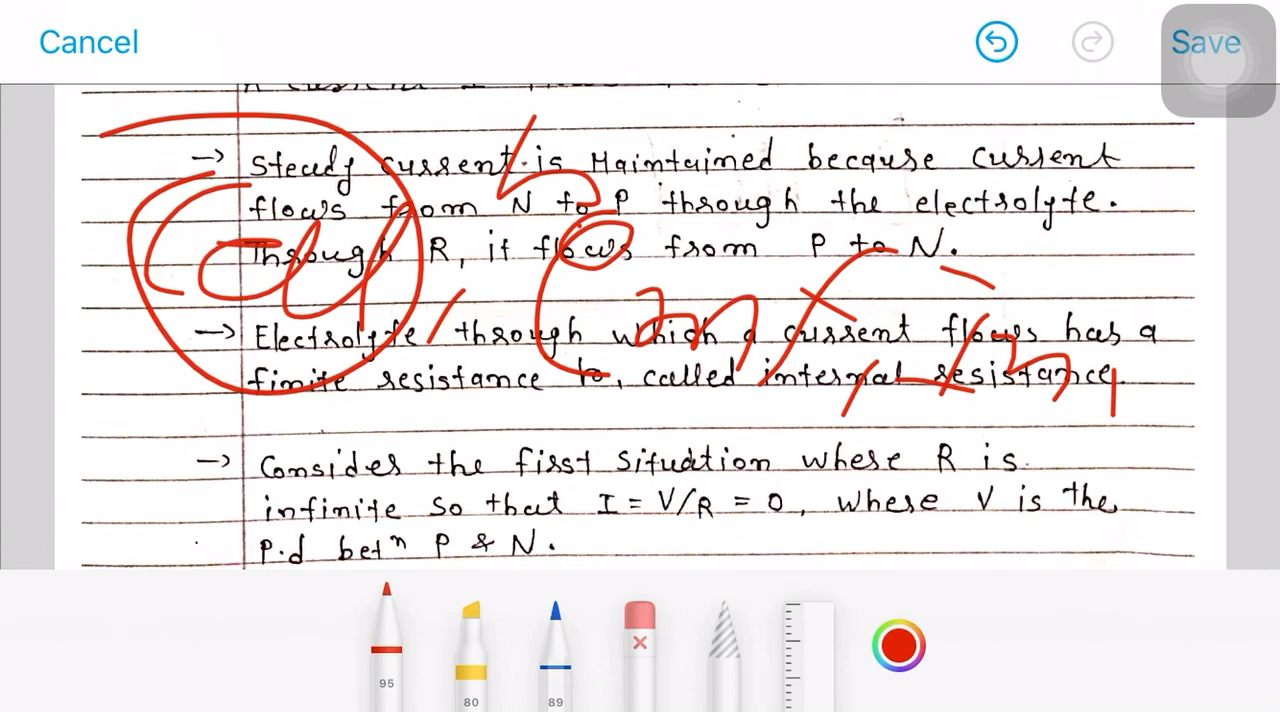 Cancel
Save
→ Steady current is Maintained because current
flows from N to P through the electrolyte.
Through R, it flows from P to N.
→ Electrolyte through which a current flows has a
finite resistance r, called internal resistance.
→ Consider the first situation where R is
infinite so that I = V/R = 0, where V is the
P.d betⁿ P & N.
95
80
89